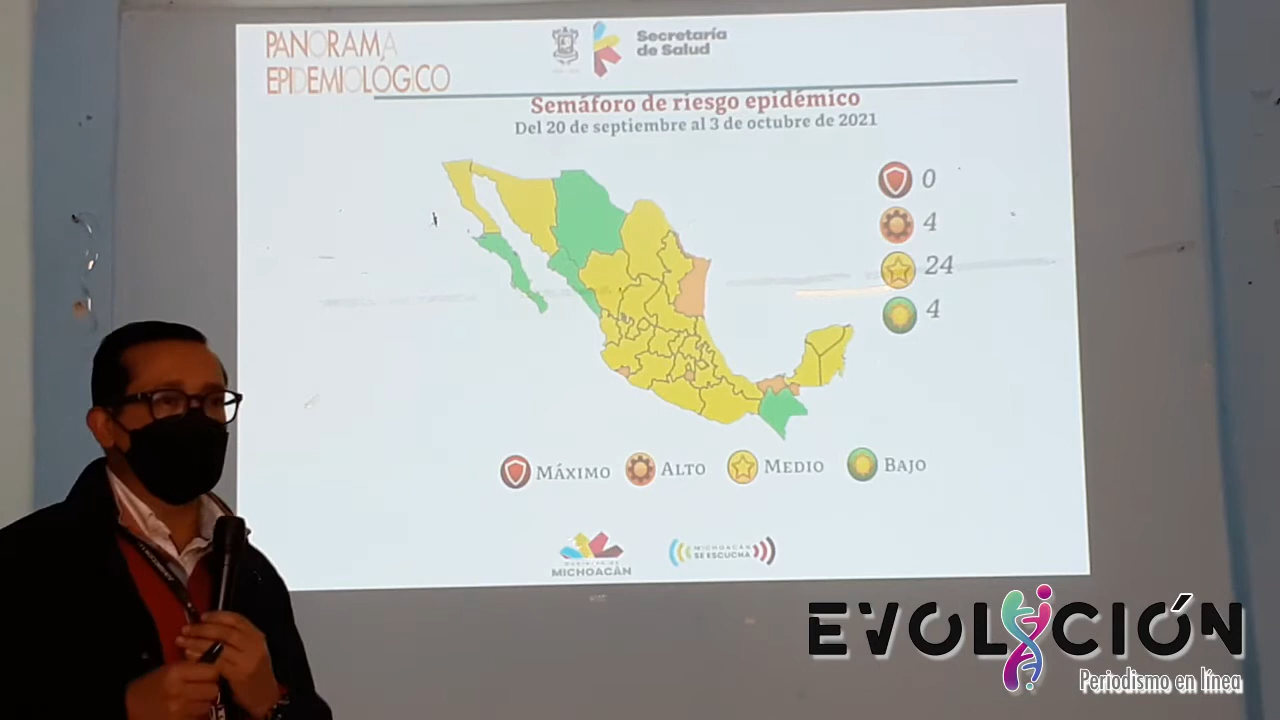 PANORAMA
EPIDEMIOLÓGICO
Secretaría
de Salud
Semáforo de riesgo epidémico
Del 20 de septiembre al 3 de octubre de 2021
0
4
24
4
MÁXIMO
ALTO
MEDIO
BAJO
MICHOACÁN
MICHOACÁN
SE ESCUCHA
EVOLUCIÓN
Periodismo en línea